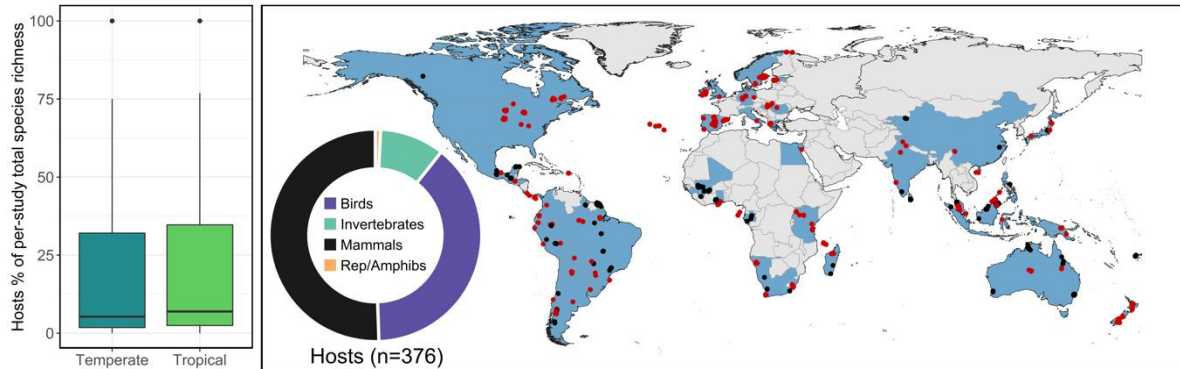 Hosts % of per-study total species richness
100
75
50
25
0
Temperate
Tropical
Birds
Invertebrates
Mammals
Rep/Amphibs
Hosts (n=376)